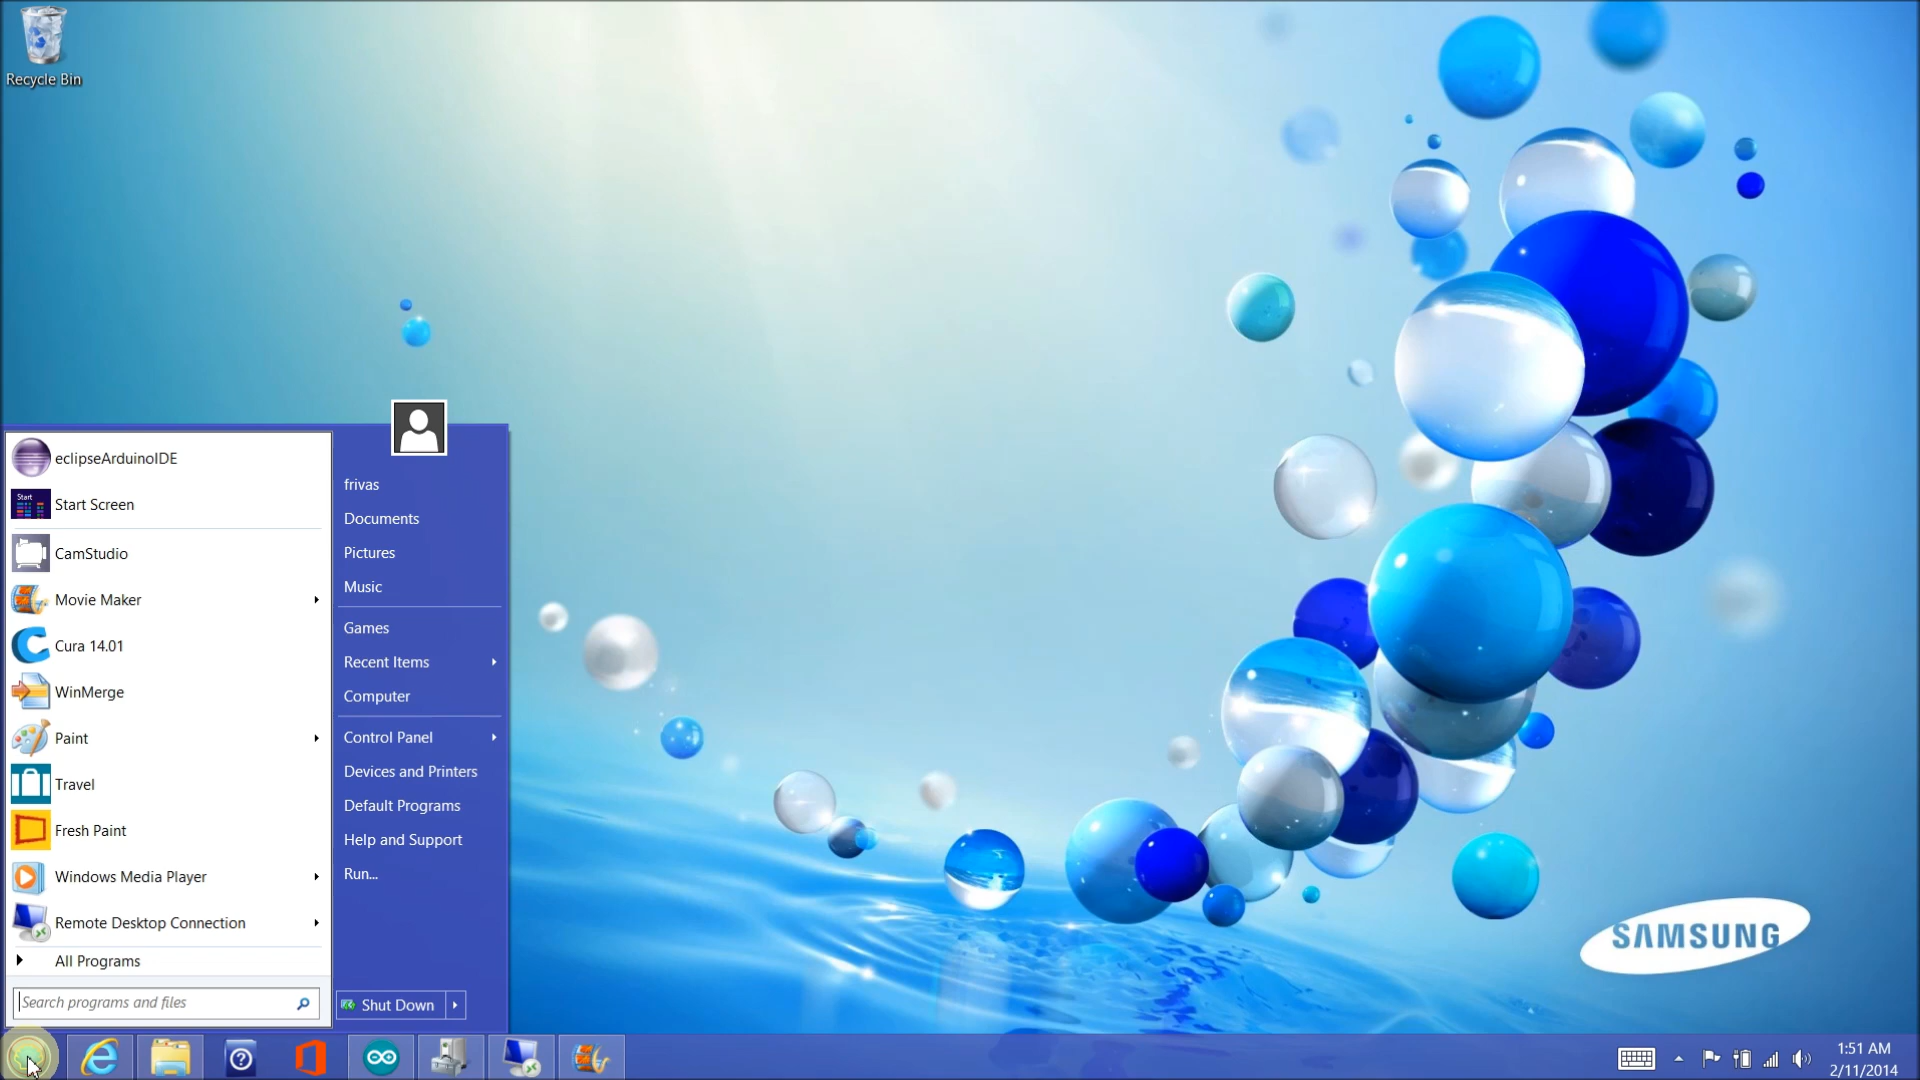 Recycle Bin
eclipseArduinoIDE
Start
Start Screen
CamStudio
Movie Maker
Cura 14.01
WinMerge
Paint
Travel
Fresh Paint
Windows Media Player
Remote Desktop Connection
All Programs
Search programs and files
frivas
Documents
Pictures
Music
Games
Recent Items
Computer
Control Panel
Devices and Printers
Default Programs
Help and Support
Run...
Shut Down
SAMSUNG
1:51 AM
2/11/2014